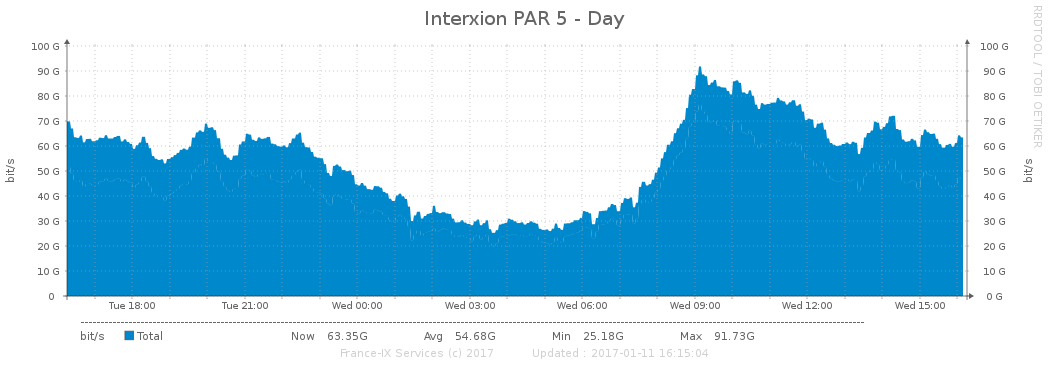 Interxion PAR 5 - Day
RRDTOOL / TOBI OETIKER
bit/s
bit/s
100 G 100 G
90 G 90 G
80 G 80 G
70 G 70 G
60 G 60 G
50 G 50 G
40 G 40 G
30 G 30 G
20 G 20 G
10 G 10 G
0 0 G
Tue 18:00 Tue 21:00 Wed 00:00 Wed 03:00 Wed 06:00 Wed 09:00 Wed 12:00 Wed 15:00
bit/s Total Now 63.35G Avg 54.68G Min 25.18G Max 91.73G
France-IX Services (c) 2017 Updated : 2017-01-11 16:15:04